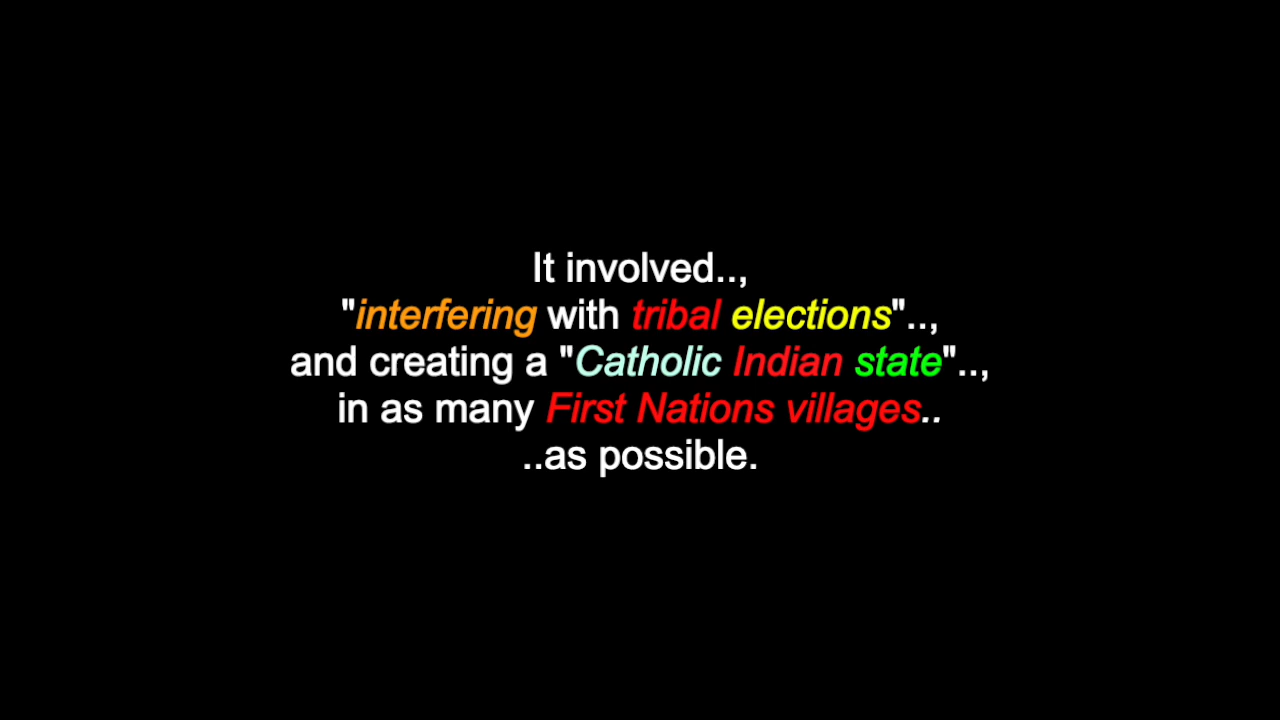 It involved..,
"interfering with tribal elections"..,
and creating a "Catholic Indian state"..,
in as many First Nations villages..
..as possible.